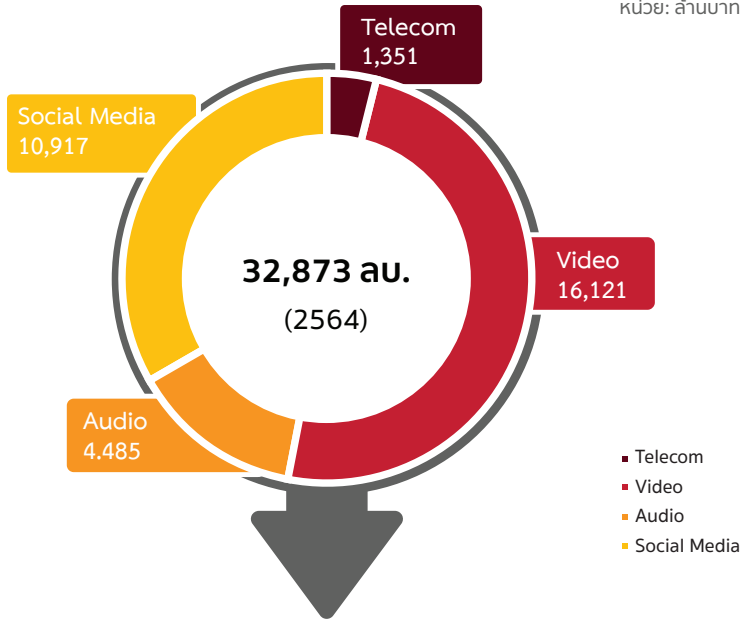 หน่วย: ล้านบาท
Telecom
1,351
Social Media
10,917
32,873 ลบ.
(2564)
Video
16,121
Audio
4.485
Telecom
Video
Audio
Social Media